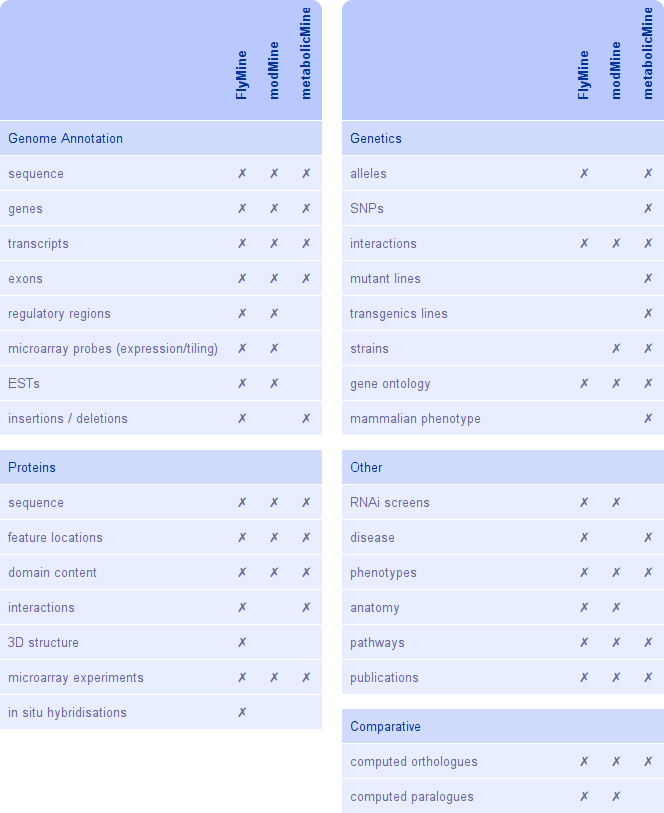 FlyMine modMine metabolicMine
Genome Annotation
sequence ✗ ✗ ✗
genes ✗ ✗ ✗
transcripts ✗ ✗ ✗
exons ✗ ✗ ✗
regulatory regions ✗ ✗
microarray probes (expression/tiling) ✗ ✗
ESTs ✗ ✗
insertions / deletions ✗ ✗
Proteins
sequence ✗ ✗ ✗
feature locations ✗ ✗ ✗
domain content ✗ ✗ ✗
interactions ✗ ✗
3D structure ✗
microarray experiments ✗ ✗ ✗
in situ hybridisations ✗
FlyMine modMine metabolicMine
Genetics
alleles ✗ ✗
SNPs ✗
interactions ✗ ✗ ✗
mutant lines ✗
transgenics lines ✗
strains ✗ ✗
gene ontology ✗ ✗ ✗
mammalian phenotype ✗
Other
RNAi screens ✗ ✗
disease ✗ ✗
phenotypes ✗ ✗ ✗
anatomy ✗ ✗
pathways ✗ ✗ ✗
publications ✗ ✗ ✗
Comparative
computed orthologues ✗ ✗ ✗
computed paralogues ✗ ✗